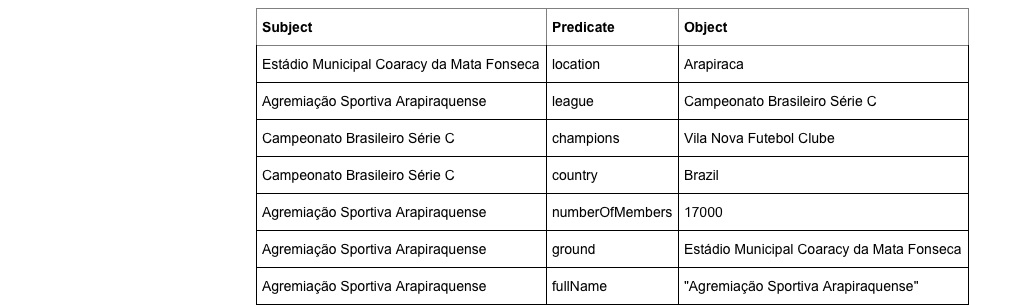 Subject Predicate Object
Estádio Municipal Coaracy da Mata Fonseca location Arapiraca
Agremiação Sportiva Arapiraquense league Campeonato Brasileiro Série C
Campeonato Brasileiro Série C champions Vila Nova Futebol Clube
Campeonato Brasileiro Série C country Brazil
Agremiação Sportiva Arapiraquense numberOfMembers 17000
Agremiação Sportiva Arapiraquense ground Estádio Municipal Coaracy da Mata Fonseca
Agremiação Sportiva Arapiraquense fullName "Agremiação Sportiva Arapiraquense"